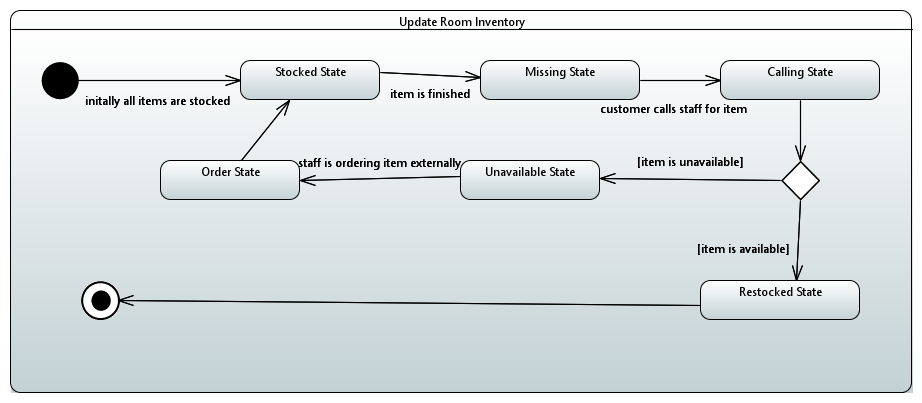 Update Room Inventory
Stocked State
Missing State
Calling State
initally all items are stocked
item is finished
customer calls staff for item
Order State
staff is ordering item externally
Unavailable State
[item is unavailable]
[item is available]
Restocked State